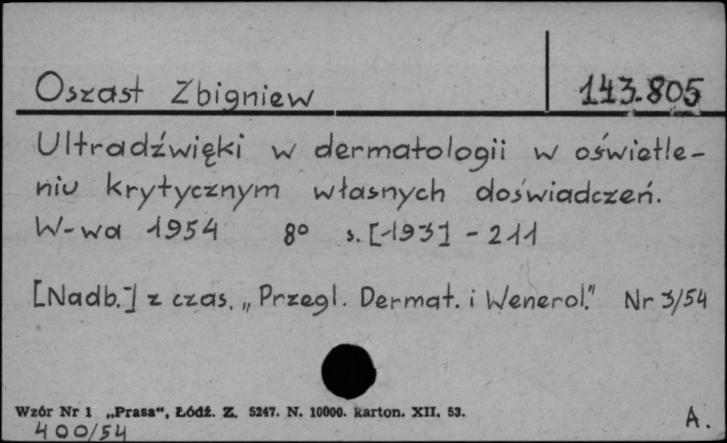 Oszast Zbigniew 143.805
Ultradźwięki w dermatologii w oświetle-
niu krytycznym własnych doświadczeń.
W-wa 1954 8° s. [193] - 211
[Nadb.] z czas. „Przegl. Dermat. i Wenerol." Nr 3/54
Wzór Nr 1 „Prasa", Łódź. Z. 5247. N. 10000. karton. XII. 53.
400/54 A.